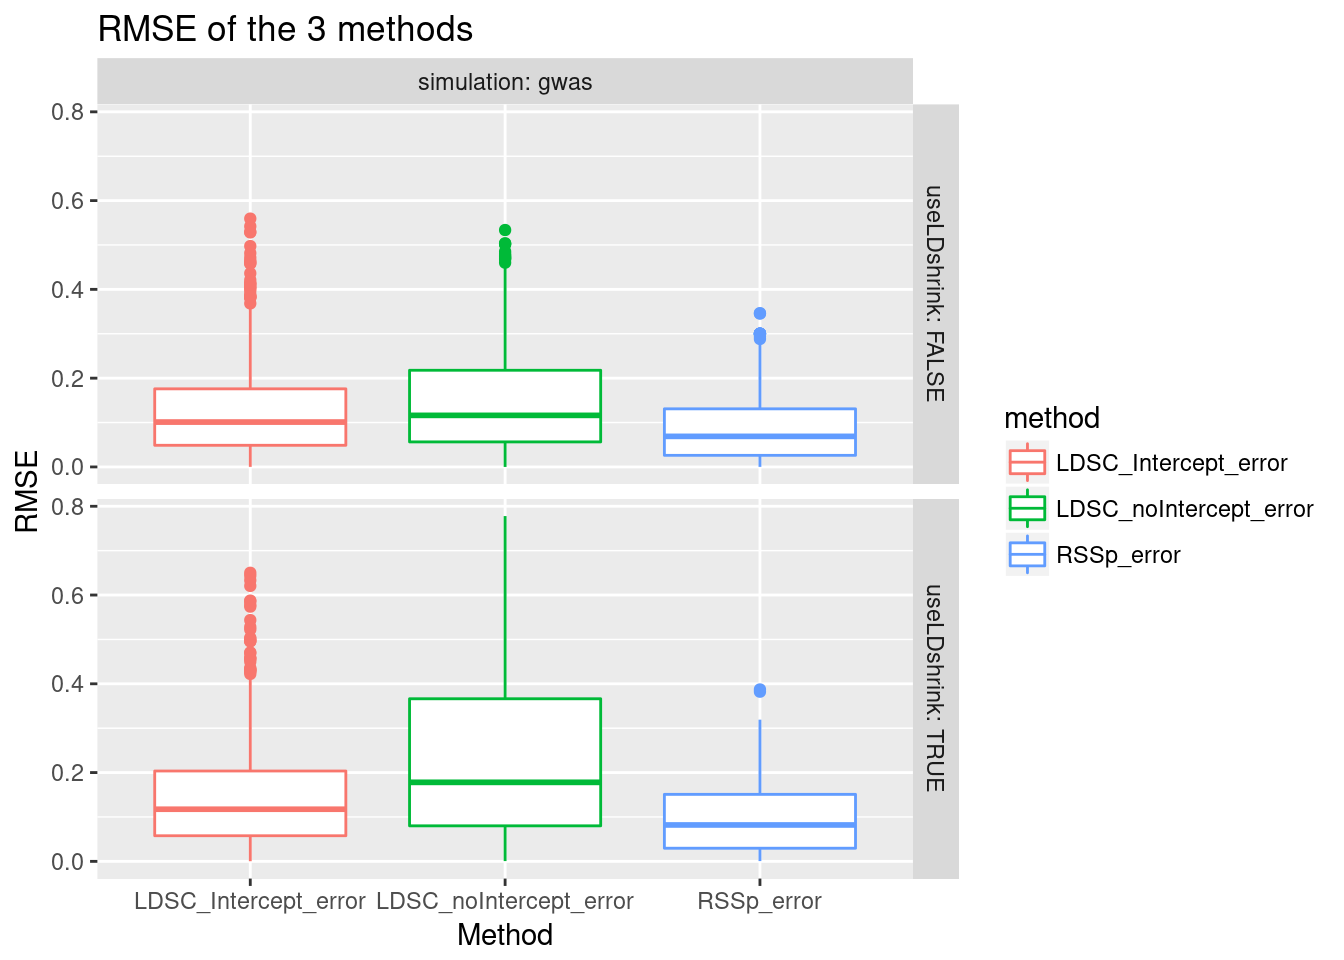 RMSE of the 3 methods
simulation: gwas
0.8
0.6
0.4
0.2
0.0
useLDshrink: FALSE
0.8
0.6
0.4
0.2
0.0
useLDshrink: TRUE
RMSE
LDSC_Intercept_error
LDSC_noIntercept_error
RSSp_error
Method
method
LDSC_Intercept_error
LDSC_noIntercept_error
RSSp_error